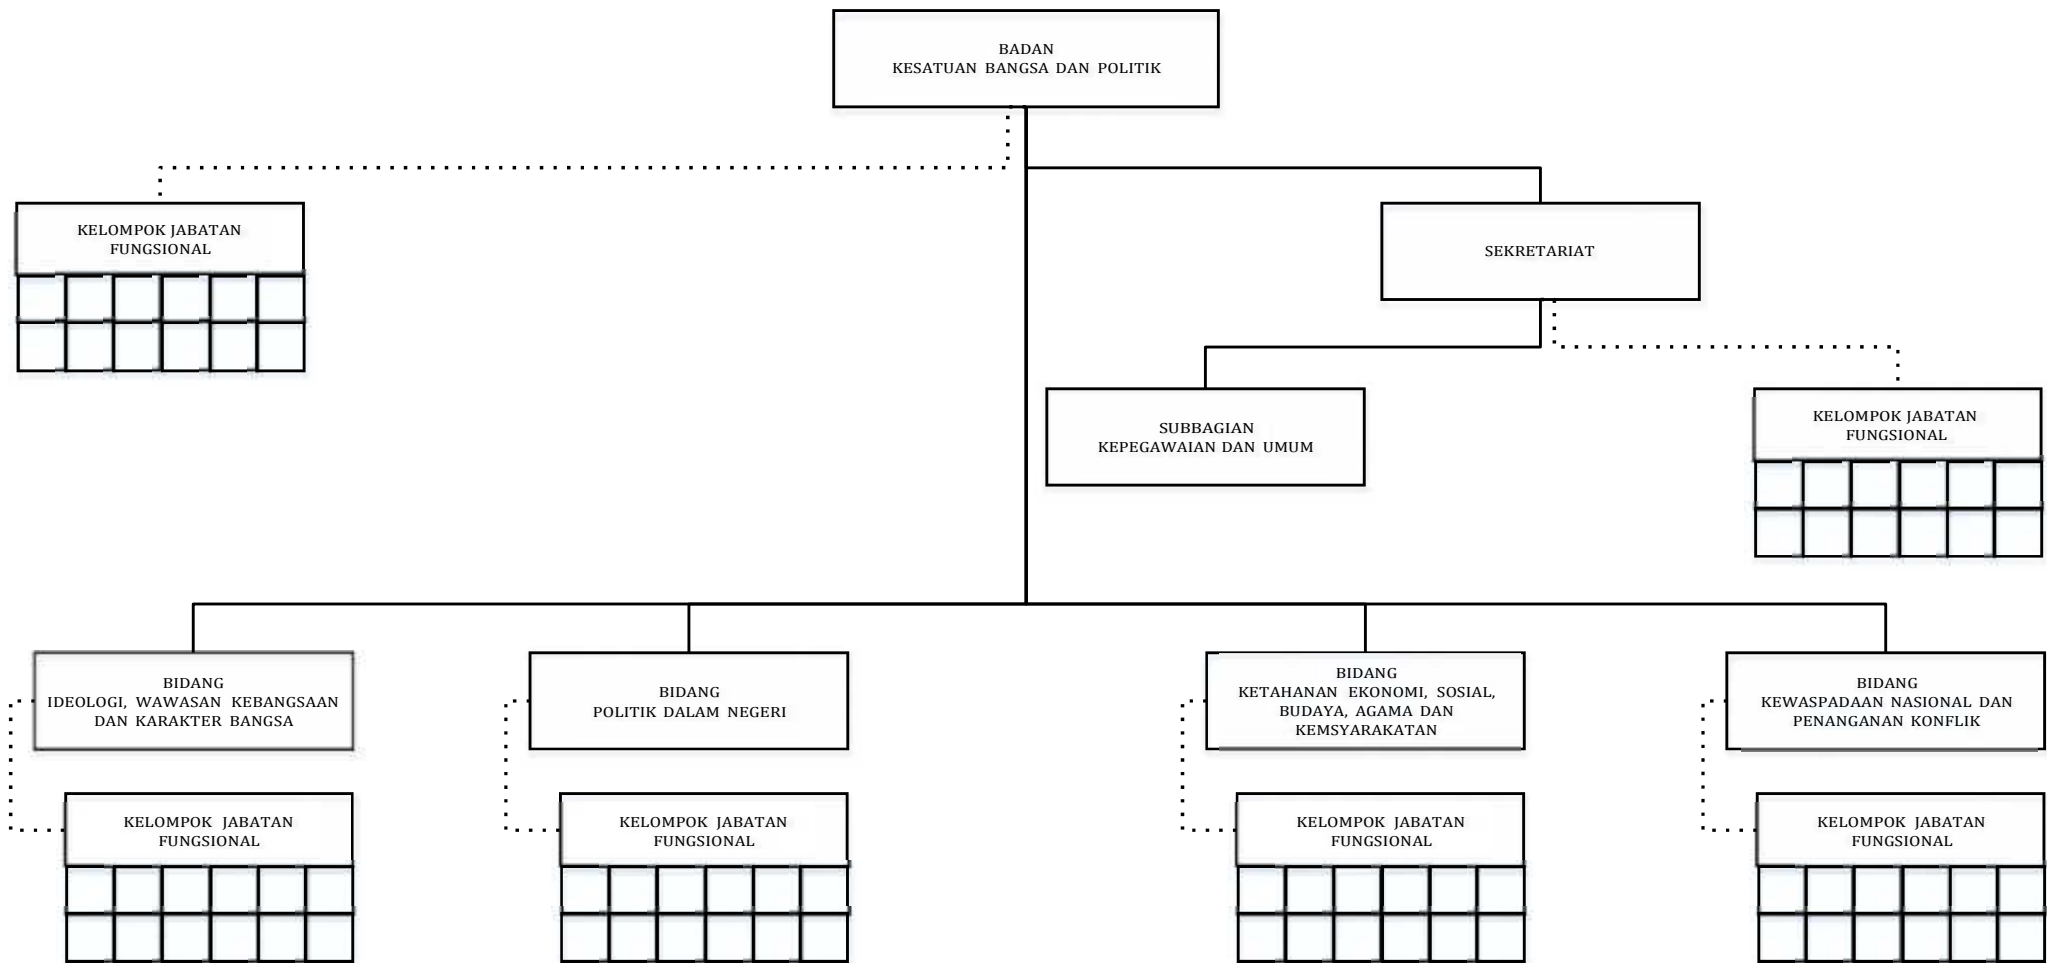 BADAN
KESATUAN BANGSA DAN POLITIK
KELOMPOK JABATAN
FUNGSIONAL
SEKRETARIAT
SUBBAGIAN
KEPEGAWAIAN DAN UMUM
KELOMPOK JABATAN
FUNGSIONAL
BIDANG
IDEOLOGI, WAWASAN KEBANGSAAN
DAN KARAKTER BANGSA
BIDANG
POLITIK DALAM NEGERI
BIDANG
KETAHANAN EKONOMI, SOSIAL,
BUDAYA, AGAMA DAN
KEMSYARAKATAN
BIDANG
KEWASPADAAN NASIONAL DAN
PENANGANAN KONFLIK
KELOMPOK JABATAN
FUNGSIONAL
KELOMPOK JABATAN
FUNGSIONAL
KELOMPOK JABATAN
FUNGSIONAL
KELOMPOK JABATAN
FUNGSIONAL